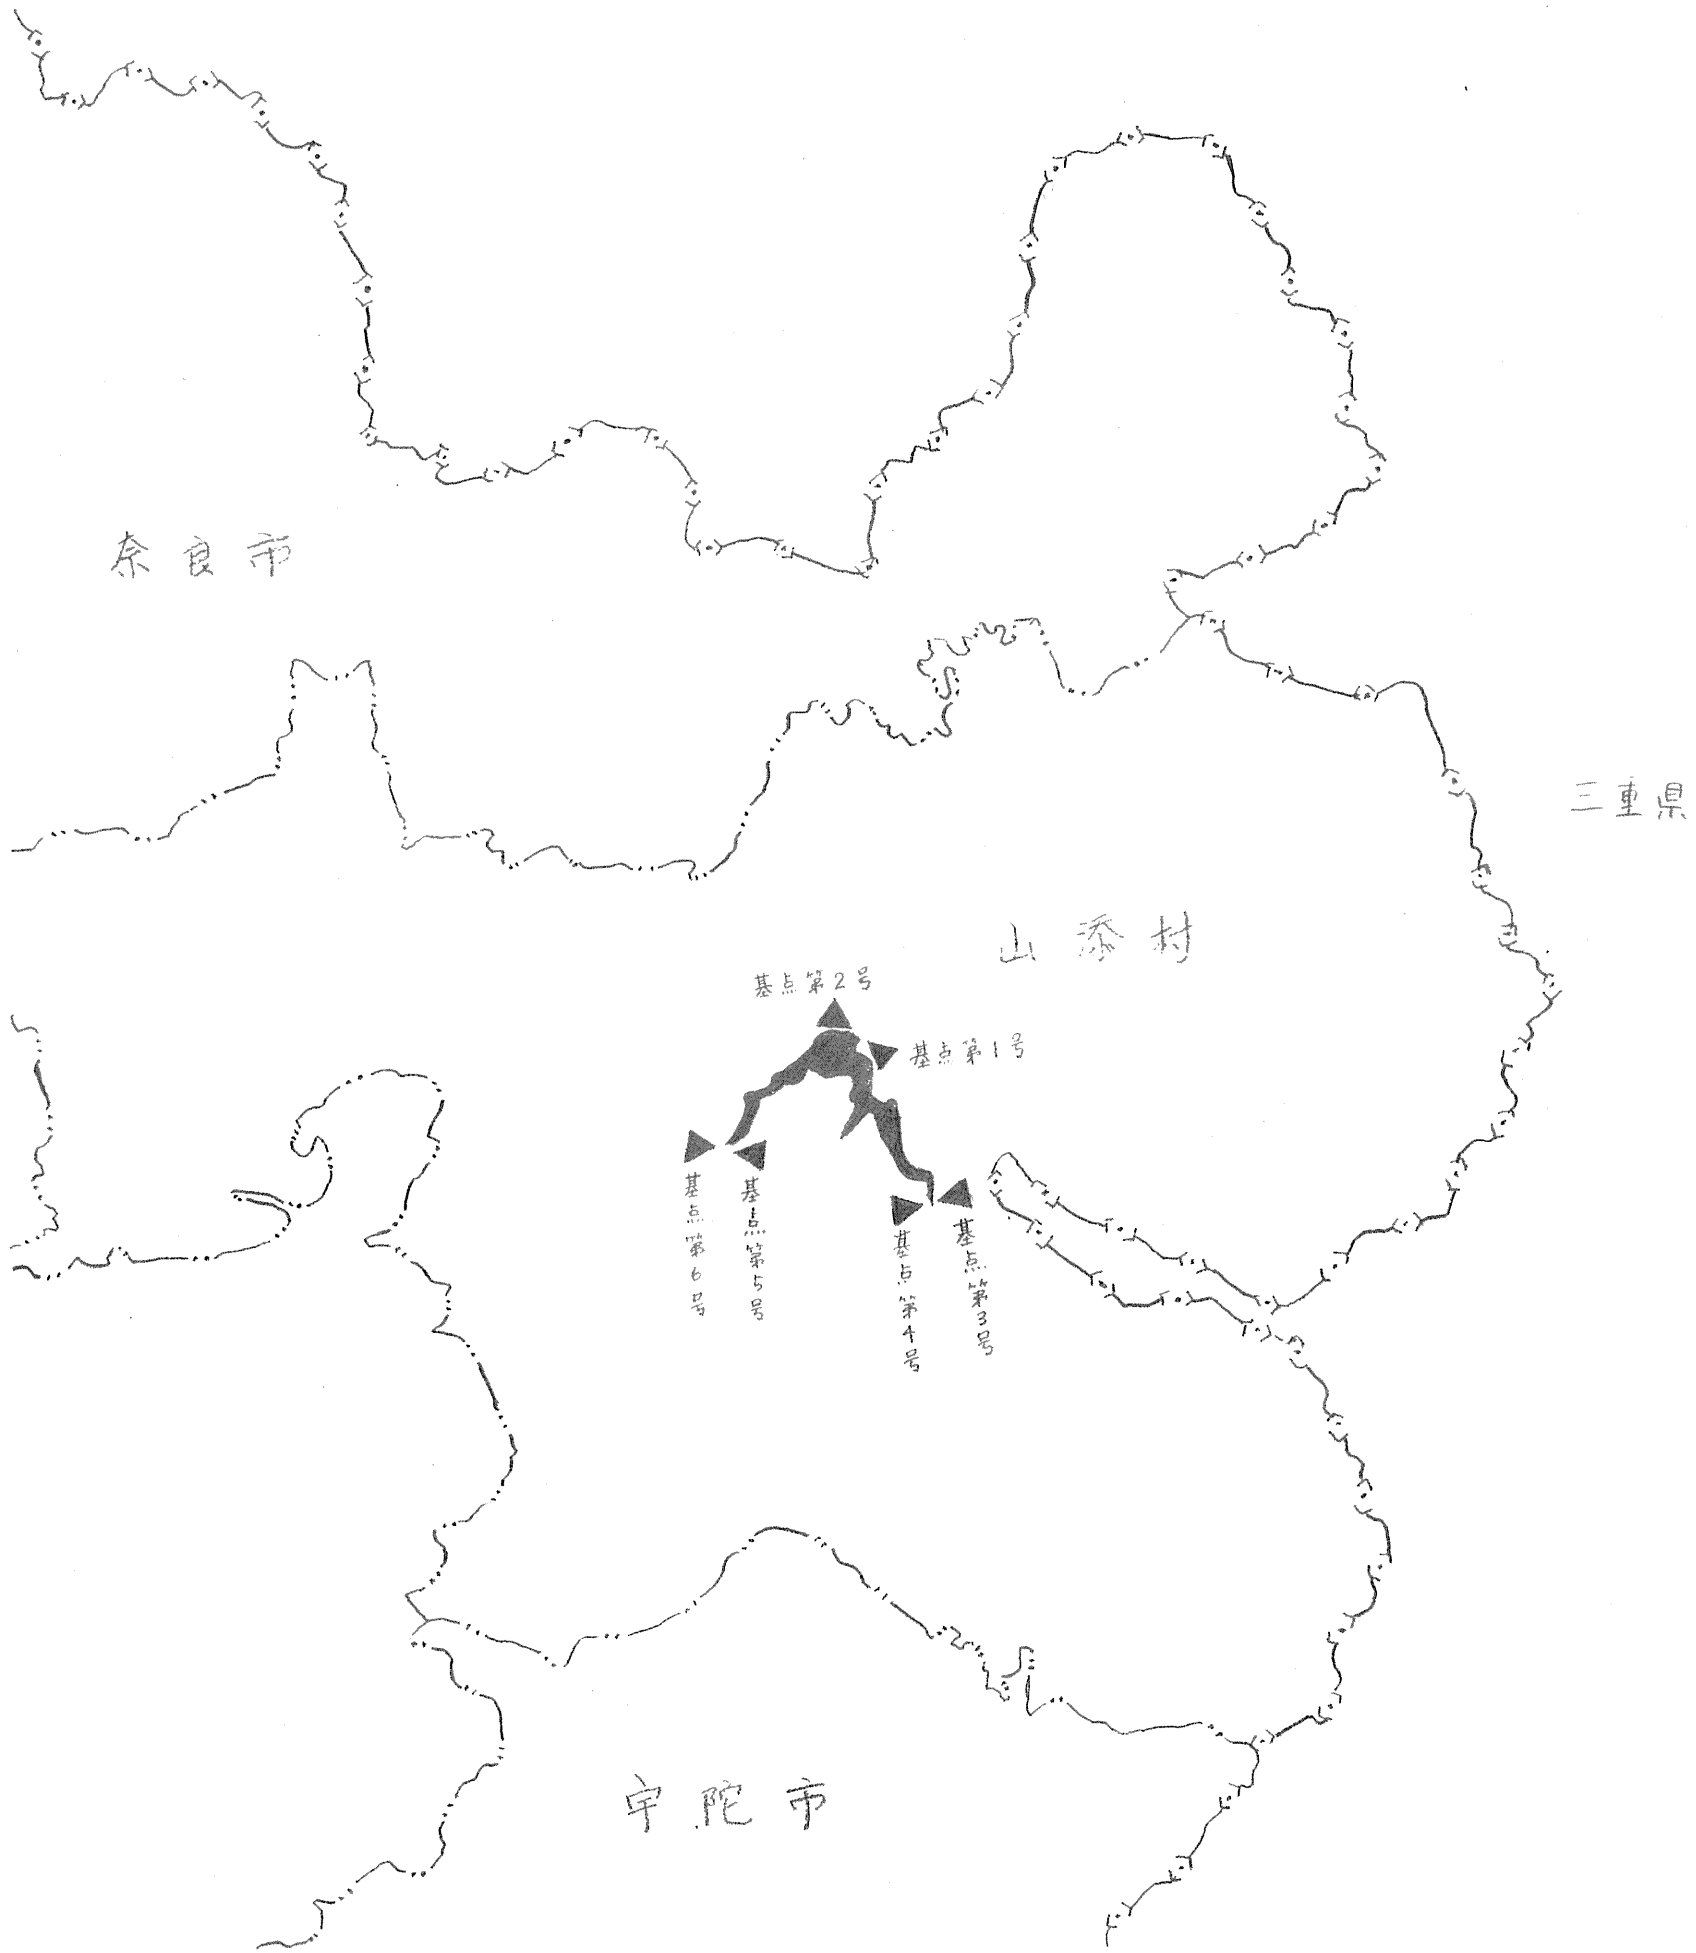 奈良市
三重県
山添村
基点第2号
基点第1号
基点第6号
基点第5号
基点第4号
基点第3号
宇陀市